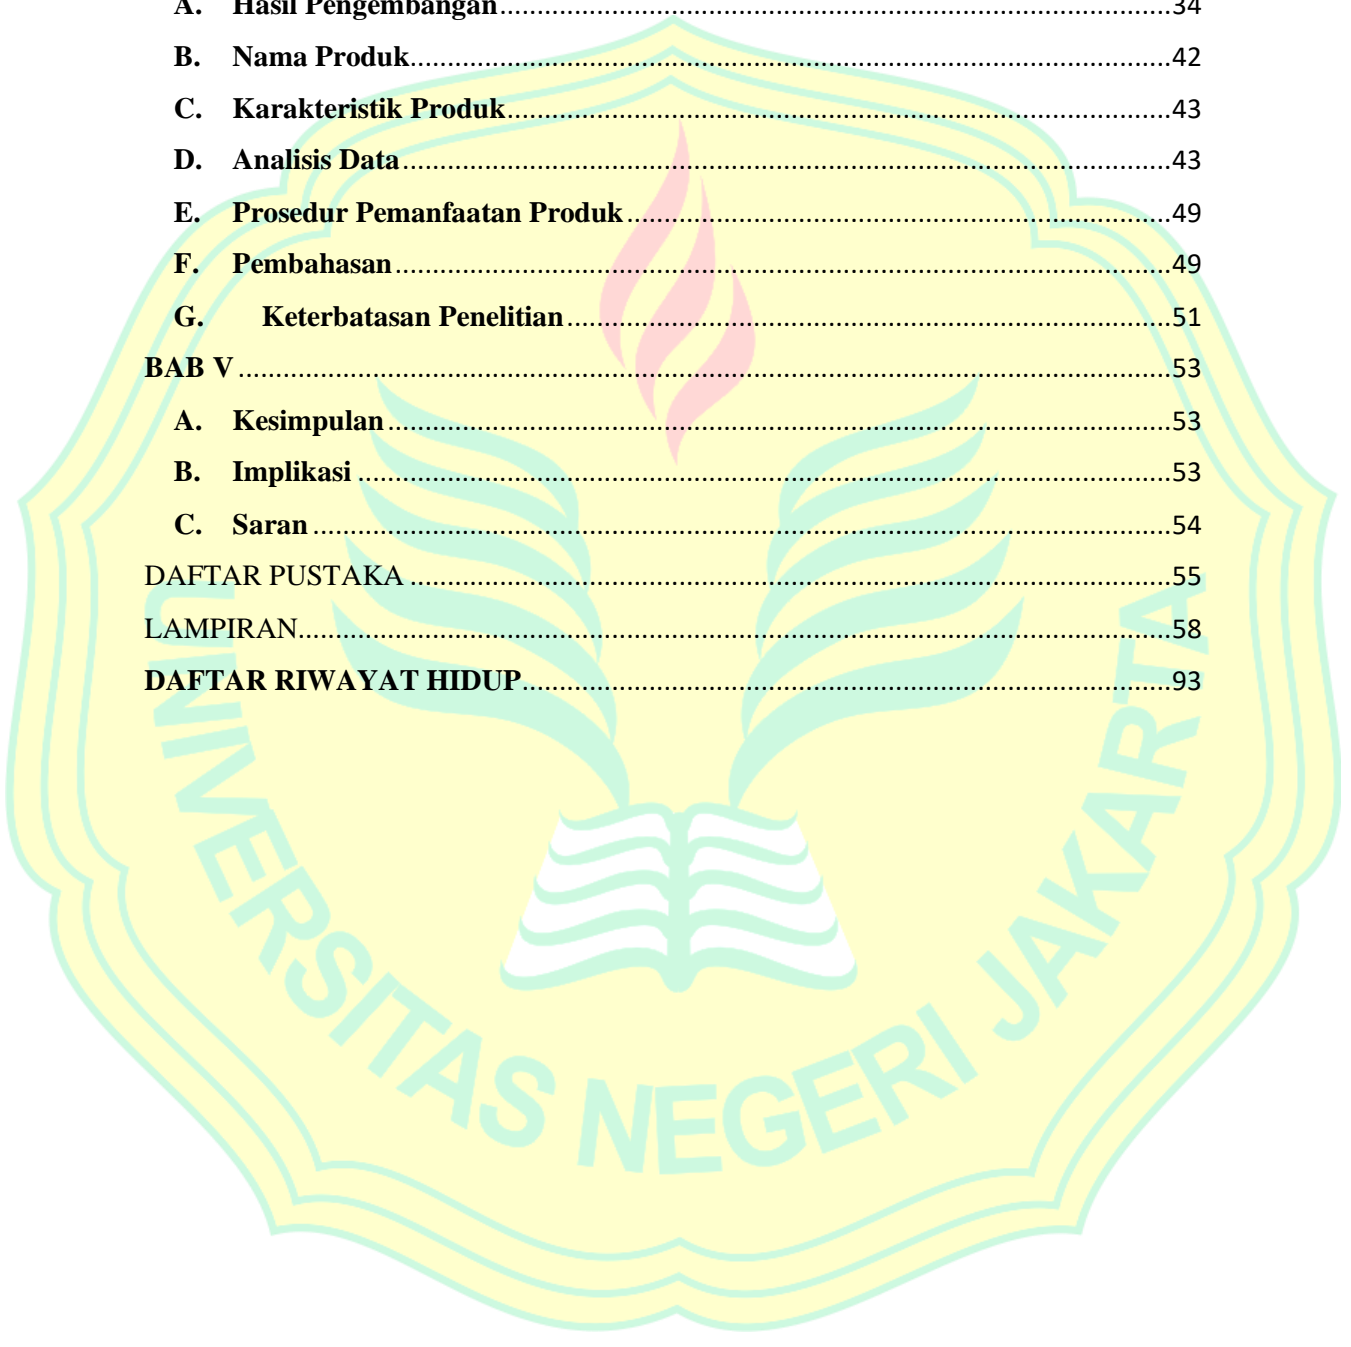 A. Hasil Pengembangan....................34
B. Nama Produk....................42
C. Karakteristik Produk....................43
D. Analisis Data....................43
E. Prosedur Pemanfaatan Produk....................49
F. Pembahasan....................49
G. Keterbatasan Penelitian....................51
BAB V....................53
A. Kesimpulan....................53
B. Implikasi....................53
C. Saran....................54
DAFTAR PUSTAKA....................55
LAMPIRAN....................58
DAFTAR RIWAYAT HIDUP....................93
UNIVERSITAS NEGERI JAKARTA